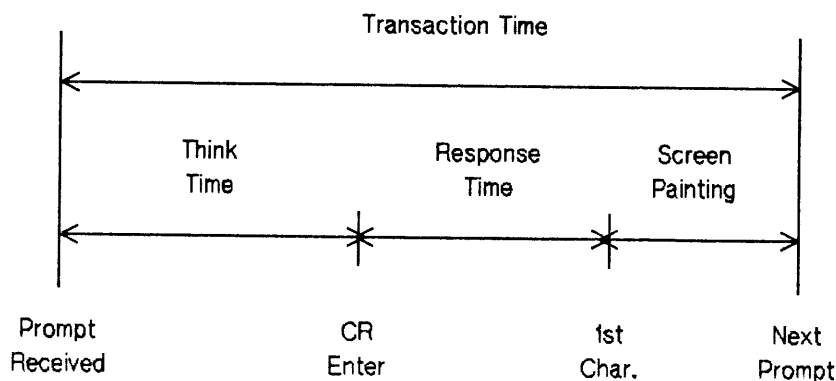 Transaction Time
Think
Time
Response
Time
Screen
Painting
Prompt
Received
CR
Enter
1st
Char.
Next
Prompt